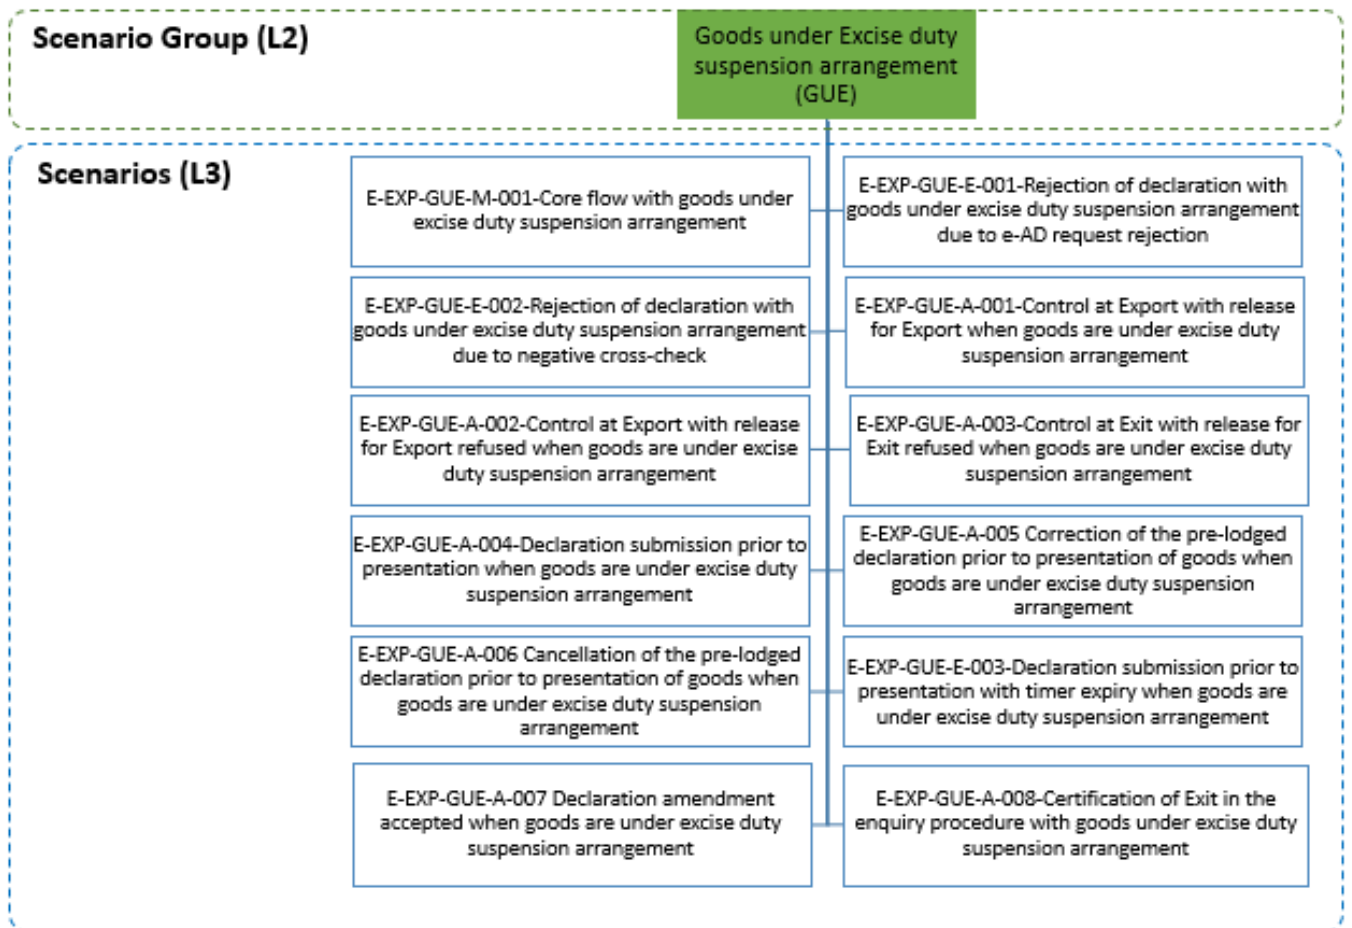 Scenario Group (L2)
Goods under Excise duty
suspension arrangement
(GUE)
Scenarios (L3)
E-EXP-GUE-M-001-Core flow with goods under
excise duty suspension arrangement
E-EXP-GUE-E-001-Rejection of declaration with
goods under excise duty suspension arrangement
due to e-AD request rejection
E-EXP-GUE-E-002-Rejection of declaration with
goods under excise duty suspension arrangement
due to negative cross-check
E-EXP-GUE-A-001-Control at Export with release
for Export when goods are under excise duty
suspension arrangement
E-EXP-GUE-A-002-Control at Export with release
for Export refused when goods are under excise
duty suspension arrangement
E-EXP-GUE-A-003-Control at Exit with release for
Exit refused when goods are under excise duty
suspension arrangement
E-EXP-GUE-A-004-Declaration submission prior to
presentation when goods are under excise duty
suspension arrangement
E-EXP-GUE-A-005 Correction of the pre-lodged
declaration prior to presentation of goods when
goods are under excise duty suspension
arrangement
E-EXP-GUE-A-006 Cancellation of the pre-lodged
declaration prior to presentation of goods when
goods are under excise duty suspension
arrangement
E-EXP-GUE-E-003-Declaration submission prior to
presentation with timer expiry when goods are
under excise duty suspension arrangement
E-EXP-GUE-A-007 Declaration amendment
accepted when goods are under excise duty
suspension arrangement
E-EXP-GUE-A-008-Certification of Exit in the
enquiry procedure with goods under excise duty
suspension arrangement